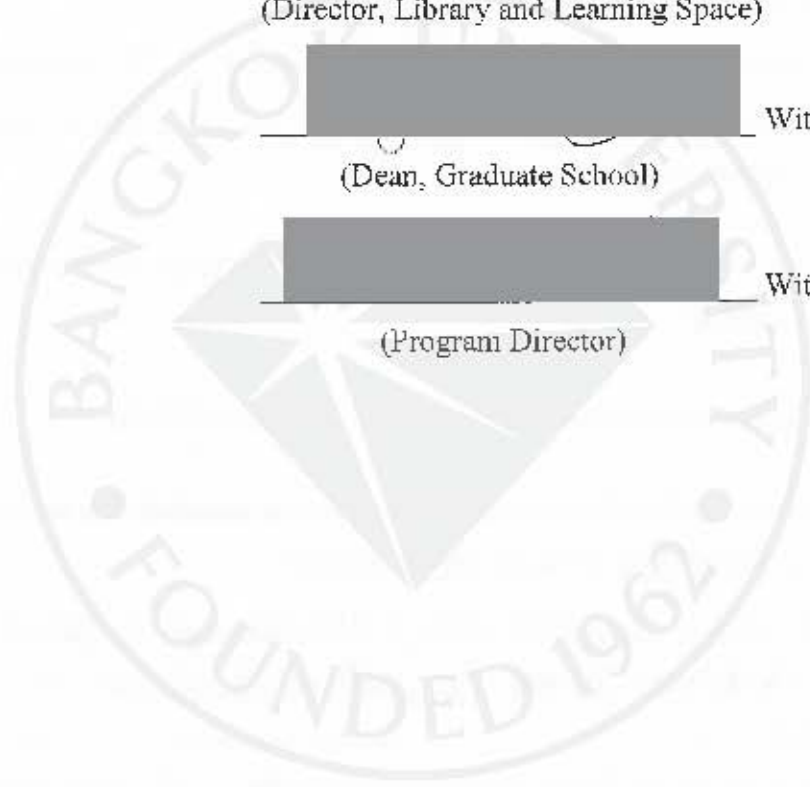 (Director, Library and Learning Space)
Wit
(Dean, Graduate School)
Wit
(Program Director)
BANGKOK UNIVERSITY
• FOUNDED 1962 •